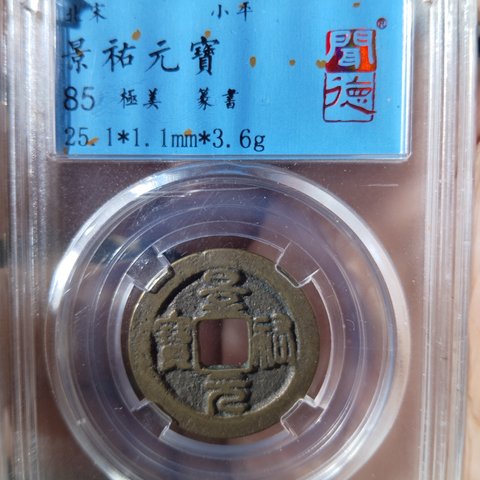 北宋 小平
景祐元寶
85 極美 篆書
25.1*1.1mm*3.6g
聞德
®
景祐元寶